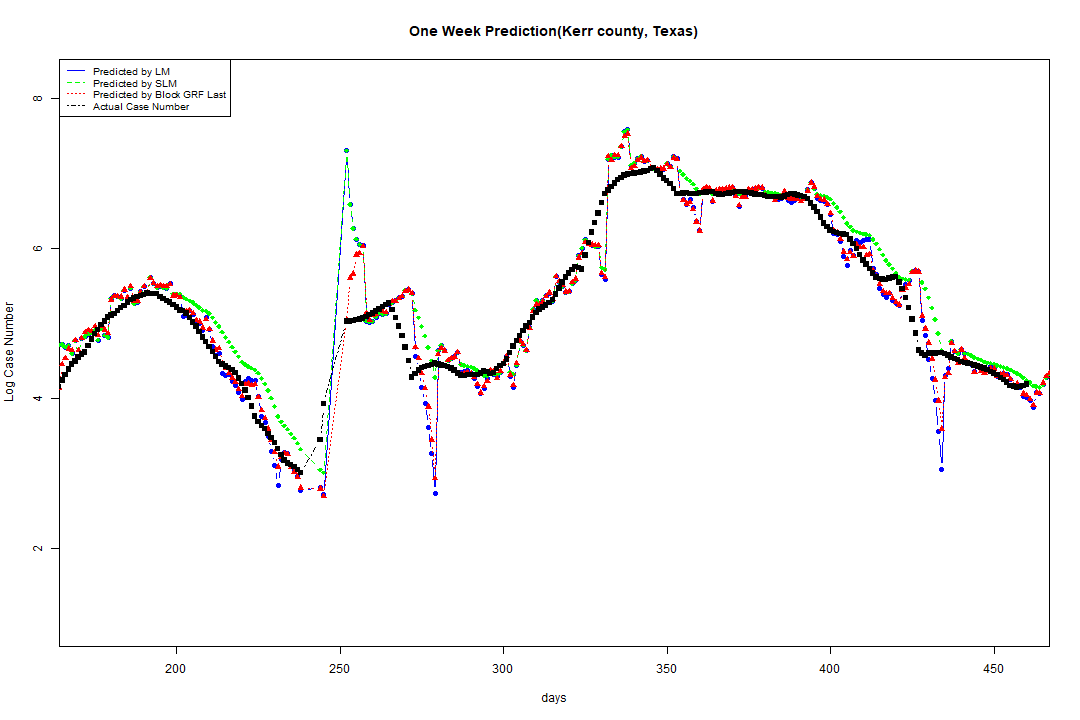 One Week Prediction(Kerr county, Texas)
Predicted by LM
Predicted by SLM
Predicted by Block GRF Last
Actual Case Number
Log Case Number
8
6
4
2
200
250
300
350
400
450
days